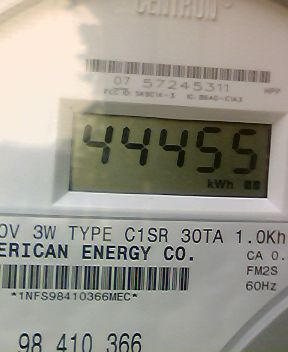 CENTRON
07 57245311
44455
kWh
0V 3W TYPE C1SR 30TA 1.0Kh
ERICAN ENERGY CO.
CA 0.
FM2S
*1NFS98410366MEC*
60Hz
98 410 366